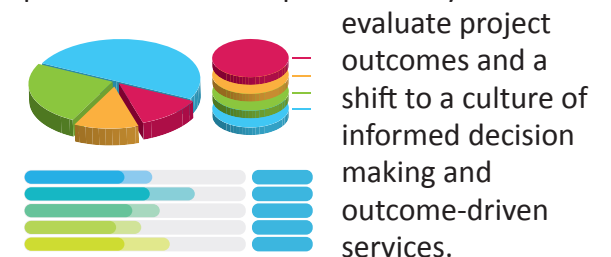 evaluate project
outcomes and a
shift to a culture of
informed decision
making and
outcome-driven
services.